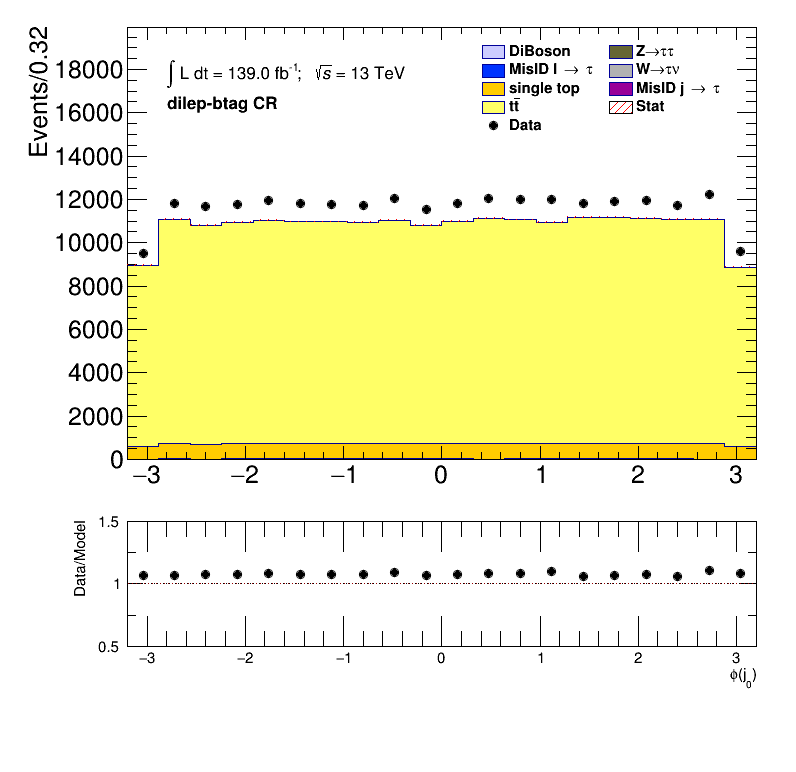 Events/0.32
18000
16000
14000
12000
10000
8000
6000
4000
2000
0
∫ L dt = 139.0 fb⁻¹; √s = 13 TeV
dilep-btag CR
DiBoson
MisID l → τ
single top
tt̄
Data
Z→ττ
W→τν
MisID j → τ
Stat
−3 −2 −1 0 1 2 3
Data/Model
1.5
1
0.5
−3 −2 −1 0 1 2 3
ϕ(j₀)